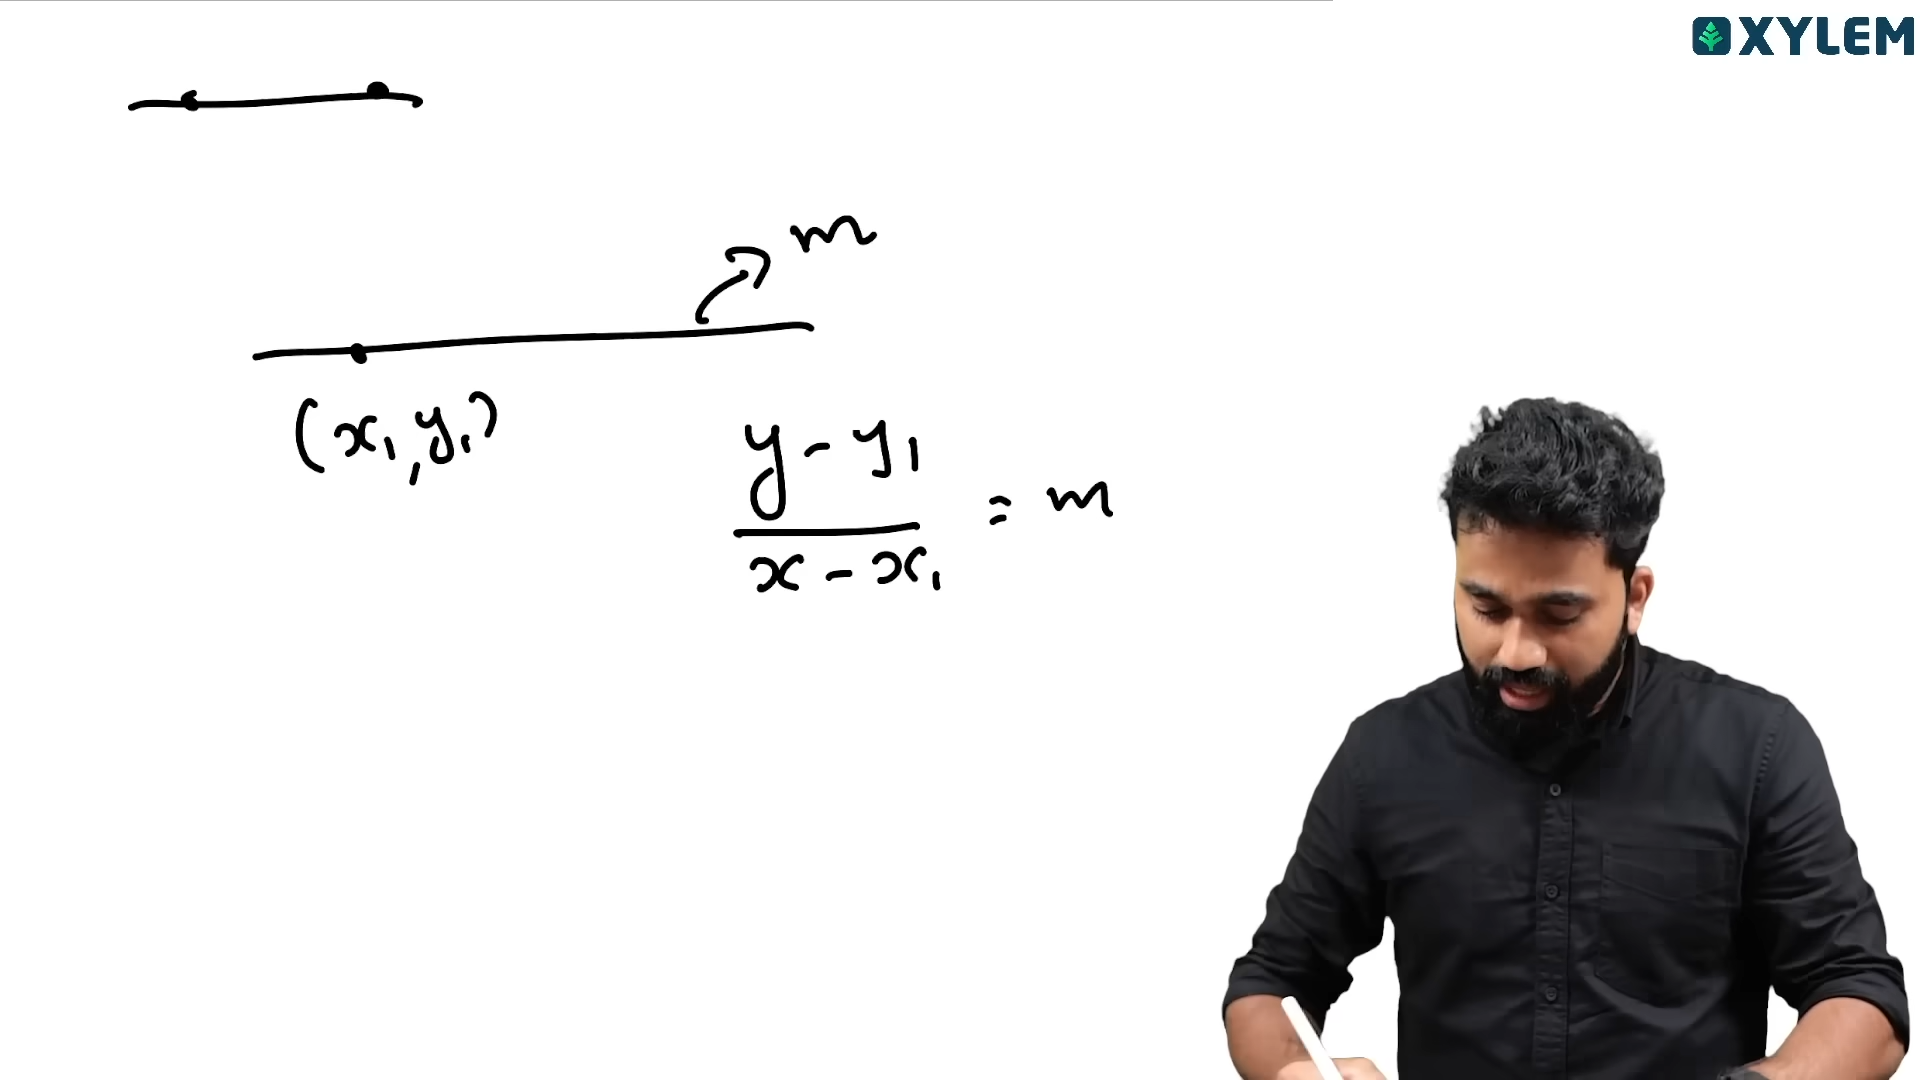 XYLEM
m
(x₁, y₁)
y - y₁
x - x₁
= m